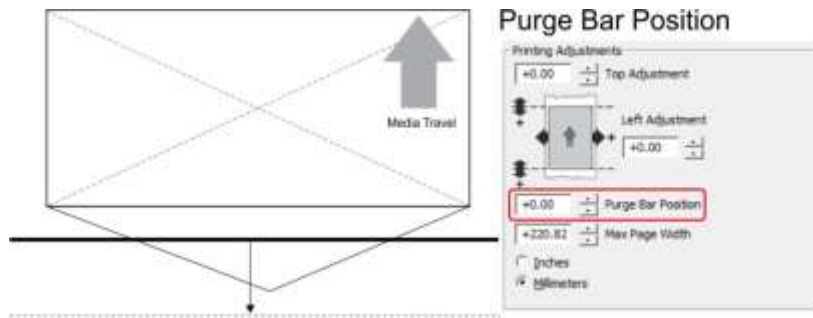 Purge Bar Position
Printing Adjustments
+0.00 Top Adjustment
Media Travel
Left Adjustment
+0.00
+0.00 Purge Bar Position
+220.82 Max Page Width
Inches
Millimeters